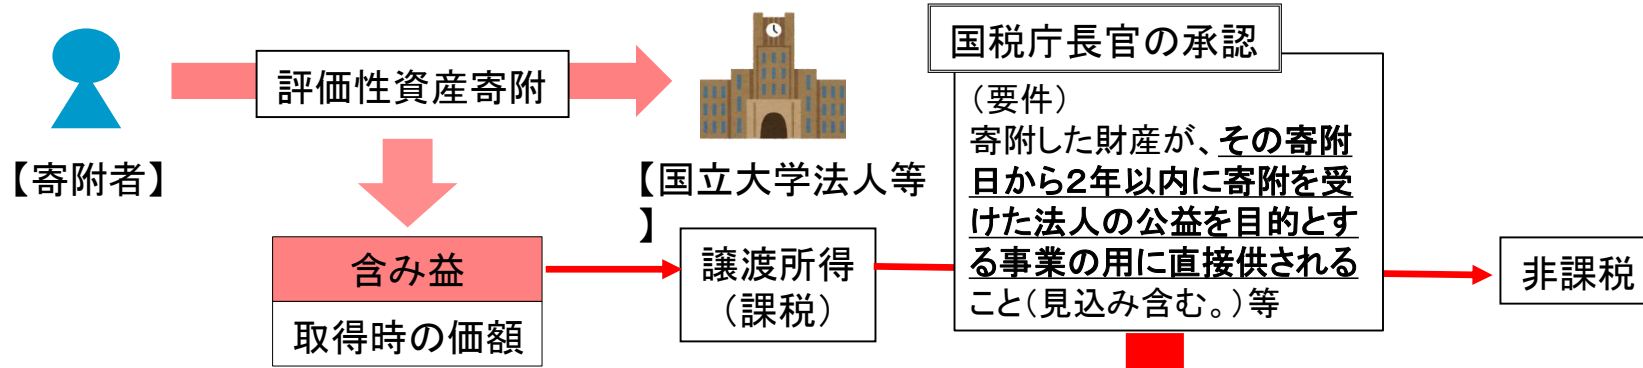 評価性資産寄附
【寄附者】
【国立大学法人等
】
含み益
取得時の価額
譲渡所得
（課税）
国税庁長官の承認
（要件）
寄附した財産が、その寄附
日から２年以内に寄附を受
けた法人の公益を目的とす
る事業の用に直接供される
こと（見込み含む。）等
非課税